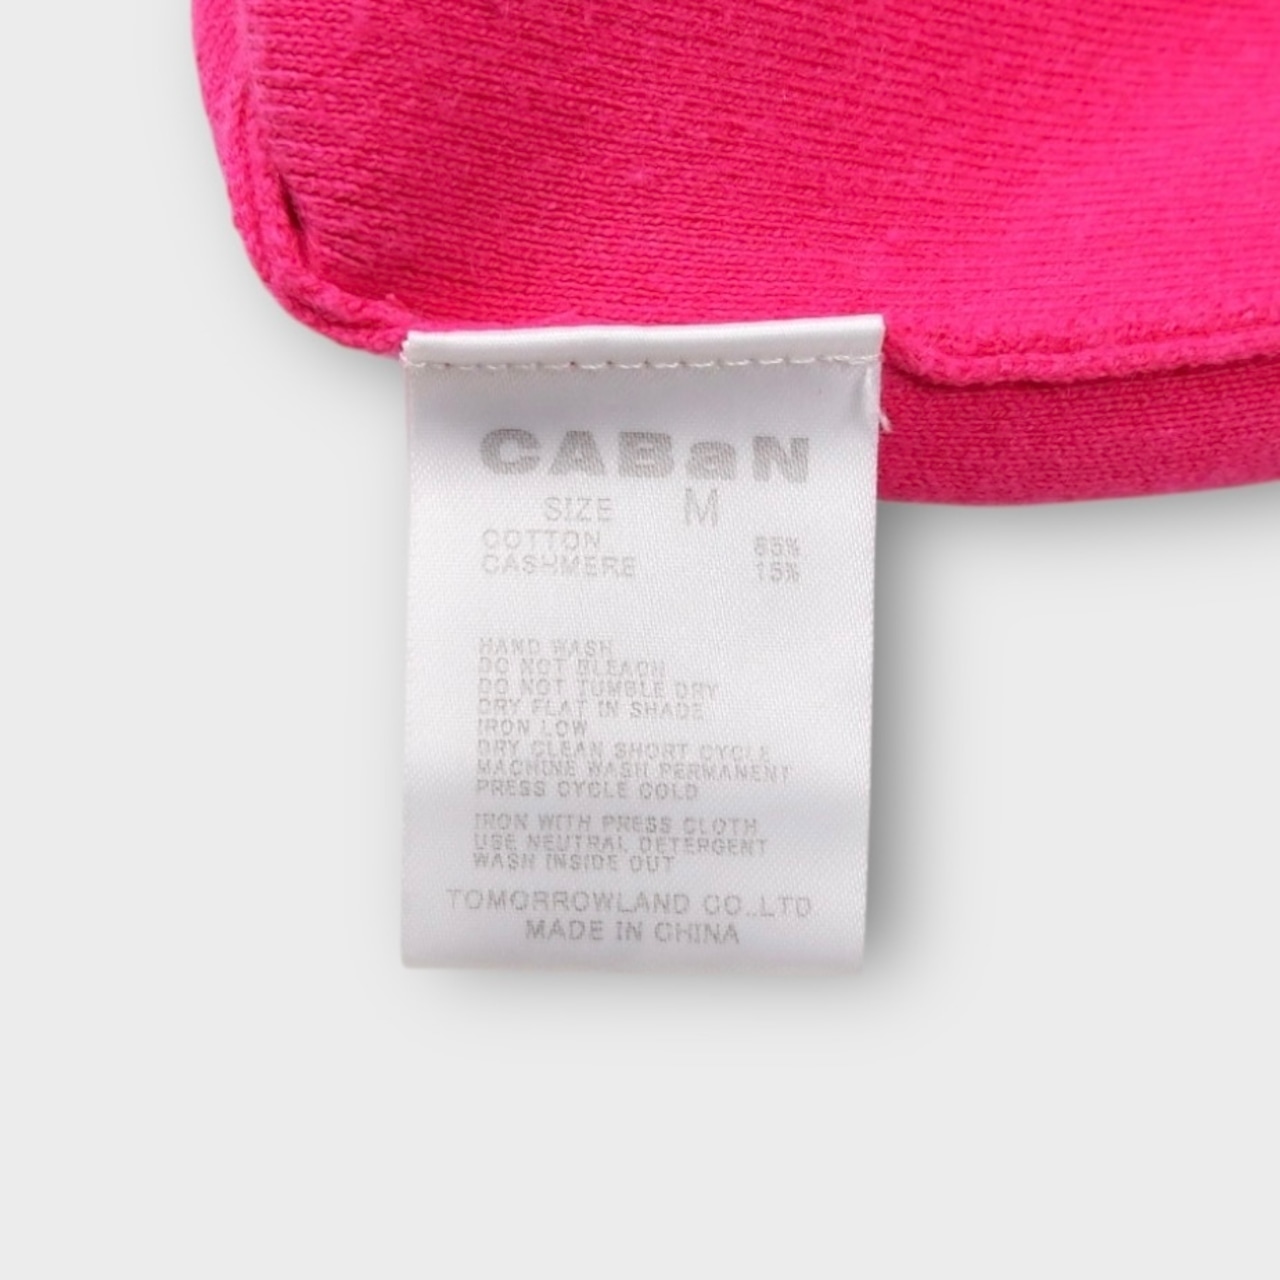 CABaN
SIZE M
COTTON 85%
CASHMERE 15%
HAND WASH
DO NOT BLEACH
DO NOT TUMBLE DRY
DRY FLAT IN SHADE
IRON LOW
DRY CLEAN SHORT CYCLE
MACHINE WASH PERMANENT
PRESS CYCLE COLD
IRON WITH PRESS CLOTH
USE NEUTRAL DETERGENT
WASH INSIDE OUT
TOMORROWLAND CO.,LTD
MADE IN CHINA